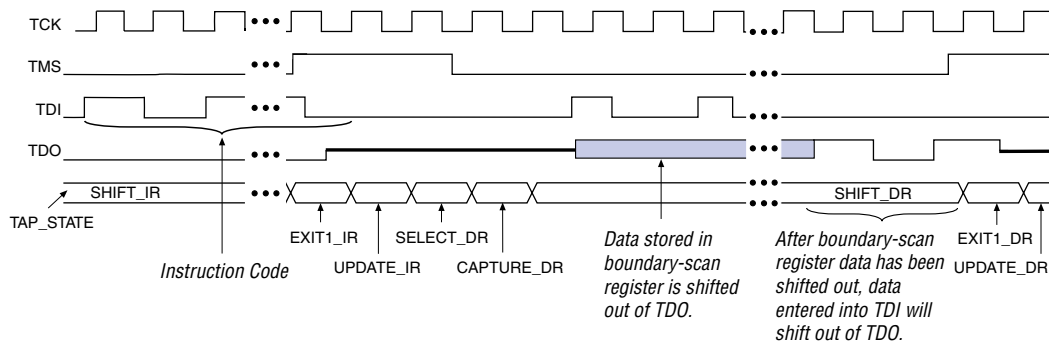 TCK
TMS
TDI
TDO
SHIFT_IR
SHIFT_DR
TAP_STATE
EXIT1_IR
SELECT_DR
EXIT1_DR
UPDATE_IR
CAPTURE_DR
UPDATE_DR
Instruction Code
Data stored in
boundary-scan
register is shifted
out of TDO.
After boundary-scan
register data has been
shifted out, data
entered into TDI will
shift out of TDO.